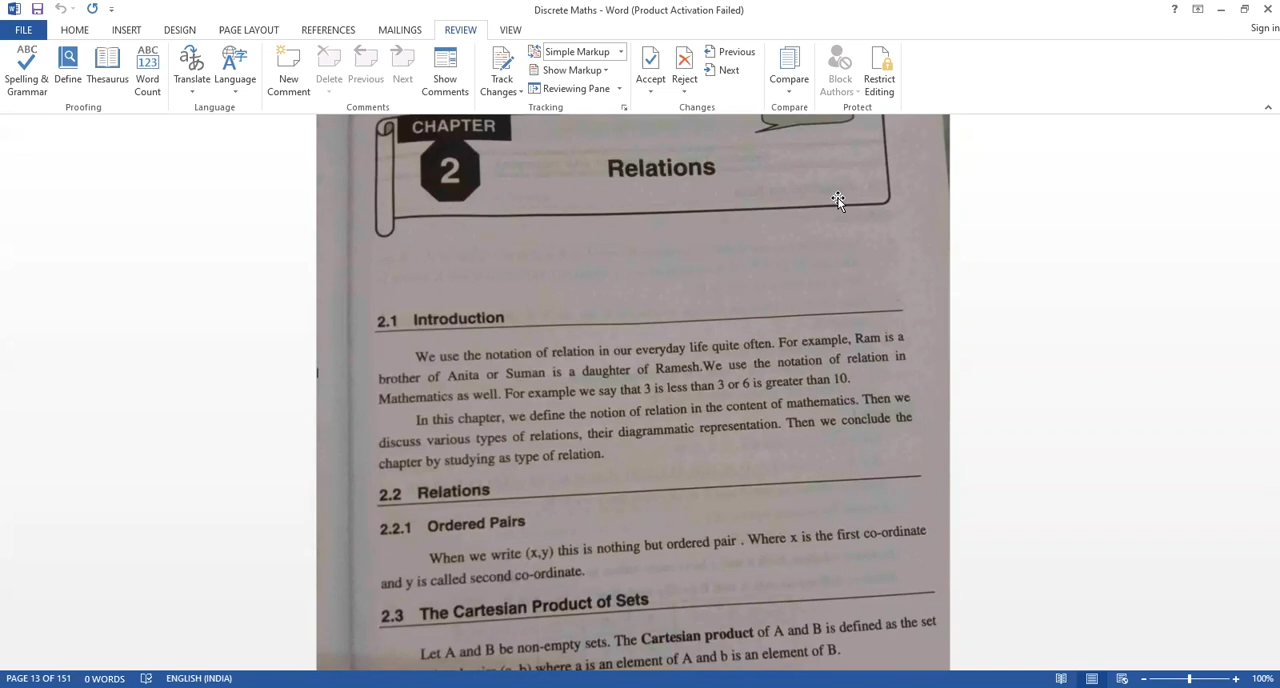 Discrete Maths - Word (Product Activation Failed)
FILE HOME INSERT DESIGN PAGE LAYOUT REFERENCES MAILINGS REVIEW VIEW Sign in
ABC ABC 123
Spelling & Grammar Define Thesaurus Word Count Translate Language New Comment Delete Previous Next Show Comments Track Changes Simple Markup Show Markup Reviewing Pane Accept Reject Previous Next Compare Block Authors Restrict Editing
Proofing Language Comments Tracking Changes Compare Protect
CHAPTER
2
Relations
2.1 Introduction
We use the notation of relation in our everyday life quite often. For example, Ram is a
brother of Anita or Suman is a daughter of Ramesh.We use the notation of relation in
Mathematics as well. For example we say that 3 is less than 3 or 6 is greater than 10.
In this chapter, we define the notion of relation in the content of mathematics. Then we
discuss various types of relations, their diagrammatic representation. Then we conclude the
chapter by studying as type of relation.
2.2 Relations
2.2.1 Ordered Pairs
When we write (x,y) this is nothing but ordered pair . Where x is the first co-ordinate
and y is called second co-ordinate.
2.3 The Cartesian Product of Sets
Let A and B be non-empty sets. The Cartesian product of A and B is defined as the set
b) where a is an element of A and b is an element of B.
PAGE 13 OF 151 0 WORDS ENGLISH (INDIA) 100%